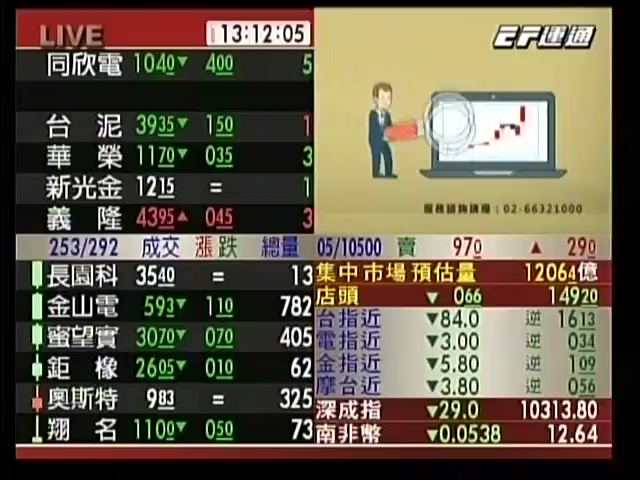 LIVE 13:12:05
EF 運通
同欣電 1040▼ 400 5
台泥 3935▼ 150 1
華榮 1170▼ 035 3
新光金 1215 = 1
義隆 4395▲ 045 3
服務諮詢請撥：02-66321000
253/292 成交 漲跌 總量
05/10500 賣 970 ▲ 290
長園科 3540 = 13
金山電 593▼ 110 782
蜜望實 3070▼ 070 405
鉅橡 2605▼ 010 62
奧斯特 983 = 325
翔名 1100▼ 050 73
集中市場預估量 12064億
店頭 ▼ 066 14920
台指近 ▼84.0 逆 1613
電指近 ▼3.00 逆 034
金指近 ▼5.80 逆 109
摩台近 ▼3.80 逆 056
深成指 ▼29.0 10313.80
南非幣 ▼0.0538 12.64